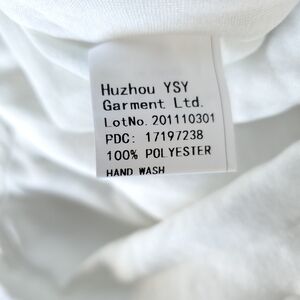 Huzhou YSY
Garment Ltd.
LotNo. 201110301
PDC: 17197238
100% POLYESTER
HAND WASH